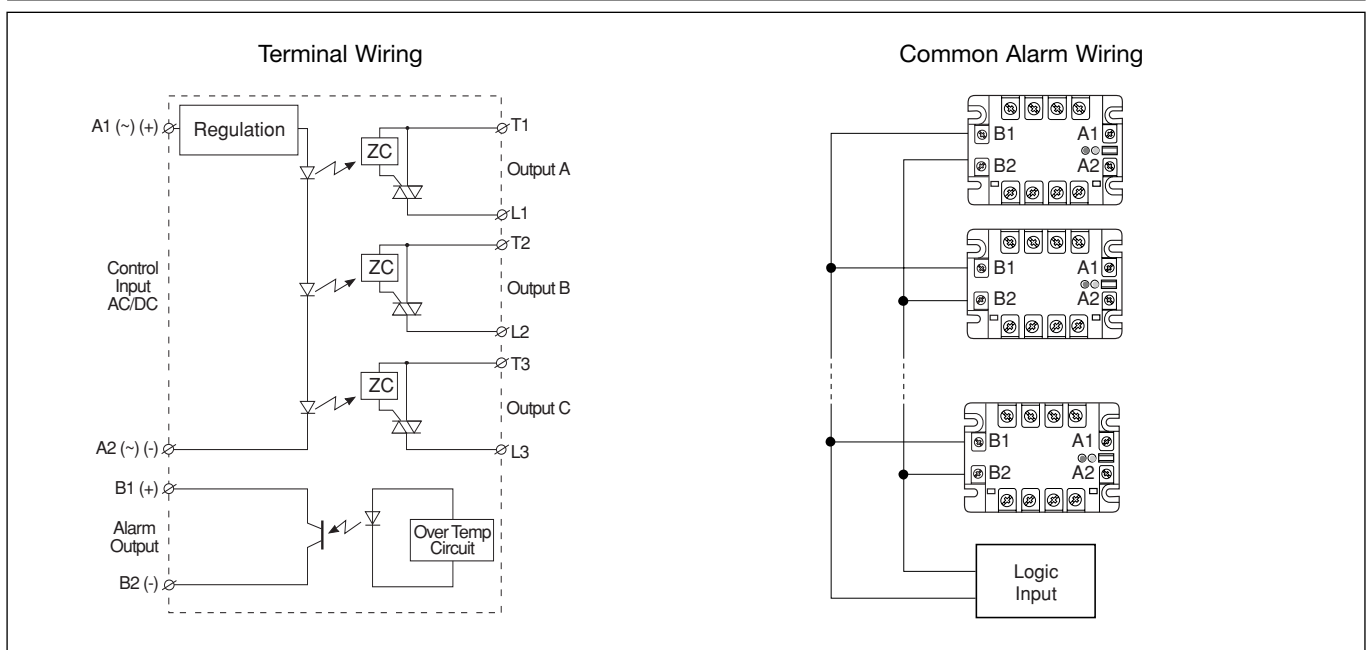 Terminal Wiring
A1 (~) (+)
Regulation
ZC
T1
Output A
L1
T2
ZC
Output B
L2
Control
Input
AC/DC
T3
ZC
Output C
L3
A2 (~) (-)
B1 (+)
Alarm
Output
Over Temp
Circuit
B2 (-)
Common Alarm Wiring
B1
A1
B2
A2
B1
A1
B2
A2
B1
A1
B2
A2
Logic
Input